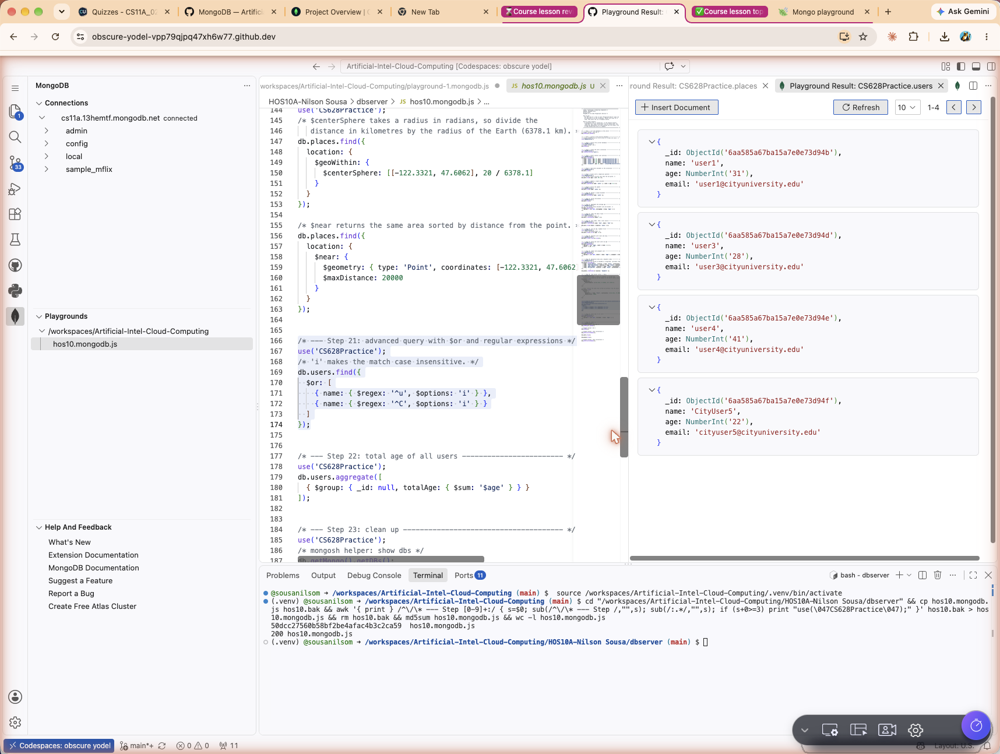 Quizzes - CS11A_02
MongoDB — Artificia
Project Overview | C
New Tab
⏳Course lesson rev
Playground Result: 
✅Course lesson top
Mongo playground
Ask Gemini
obscure-yodel-vpp79qjpq47xh6w77.github.dev
Artificial-Intel-Cloud-Computing [Codespaces: obscure yodel]
MongoDB
Connections
cs11a.13hemtf.mongodb.net connected
admin
config
local
sample_mflix
Playgrounds
/workspaces/Artificial-Intel-Cloud-Computing
hos10.mongodb.js
Help And Feedback
What's New
Extension Documentation
MongoDB Documentation
Suggest a Feature
Report a Bug
Create Free Atlas Cluster
1
33
workspaces/Artificial-Intel-Cloud-Computing/playground-1.mongodb.js
JS hos10.mongodb.js U
HOS10A-Nilson Sousa > dbserver > JS hos10.mongodb.js > ...
144 use('CS628Practice');
145 /* $centerSphere takes a radius in radians, so divide the
146 distance in kilometres by the radius of the Earth (6378.1 km).
147 db.places.find({
148 location: {
149 $geoWithin: {
150 $centerSphere: [[-122.3321, 47.6062], 20 / 6378.1]
151 }
152 }
153 });
154
155 /* $near returns the same area sorted by distance from the point.
156 db.places.find({
157 location: {
158 $near: {
159 $geometry: { type: 'Point', coordinates: [-122.3321, 47.6062]
160 $maxDistance: 20000
161 }
162 }
163 });
164
165
166 /* --- Step 21: advanced query with $or and regular expressions */
167 use('CS628Practice');
168 /* 'i' makes the match case insensitive. */
169 db.users.find({
170 $or: [
171 { name: { $regex: '^u', $options: 'i' } },
172 { name: { $regex: '^C', $options: 'i' } }
173 ]
174 });
175
176
177 /* --- Step 22: total age of all users ------------------------ */
178 use('CS628Practice');
179 db.users.aggregate([
180 { $group: { _id: null, totalAge: { $sum: '$age' } } }
181 ]);
182
183
184 /* --- Step 23: clean up -------------------------------------- */
185 use('CS628Practice');
186 /* mongosh helper: show dbs */
187 db.getMongo().getDBs();
round Result: CS628Practice.places
Playground Result: CS628Practice.users
Insert Document
Refresh
10
1-4
{
_id: ObjectId('6aa585a67ba15a7e0e73d94b'),
name: 'user1',
age: NumberInt('31'),
email: 'user1@cityuniversity.edu'
}
{
_id: ObjectId('6aa585a67ba15a7e0e73d94d'),
name: 'user3',
age: NumberInt('28'),
email: 'user3@cityuniversity.edu'
}
{
_id: ObjectId('6aa585a67ba15a7e0e73d94e'),
name: 'user4',
age: NumberInt('41'),
email: 'user4@cityuniversity.edu'
}
{
_id: ObjectId('6aa585a67ba15a7e0e73d94f'),
name: 'CityUser5',
age: NumberInt('22'),
email: 'cityuser5@cityuniversity.edu'
}
Problems Output Debug Console Terminal Ports 11
bash - dbserver
@sousanilsom → /workspaces/Artificial-Intel-Cloud-Computing (main) $  source /workspaces/Artificial-Intel-Cloud-Computing/.venv/bin/activate
(.venv) @sousanilsom → /workspaces/Artificial-Intel-Cloud-Computing (main) $ cd "/workspaces/Artificial-Intel-Cloud-Computing/HOS10A-Nilson Sousa/dbserver" && cp hos10.mongodb.
js hos10.bak && awk '{ print } /^\/\* --- Step [0-9]+:/ { s=$0; sub(/^\/\* --- Step /,"",s); sub(/:.*/,"",s); if (s+0>=3) print "use(\047CS628Practice\047);" }' hos10.bak > hos
10.mongodb.js && rm hos10.bak && md5sum hos10.mongodb.js && wc -l hos10.mongodb.js
50dcc27560b58bf2be4afac4b3c2ca59  hos10.mongodb.js
200 hos10.mongodb.js
(.venv) @sousanilsom → /workspaces/Artificial-Intel-Cloud-Computing/HOS10A-Nilson Sousa/dbserver (main) $
Codespaces: obscure yodel
main*+
0
0
11
Layout: U.S.